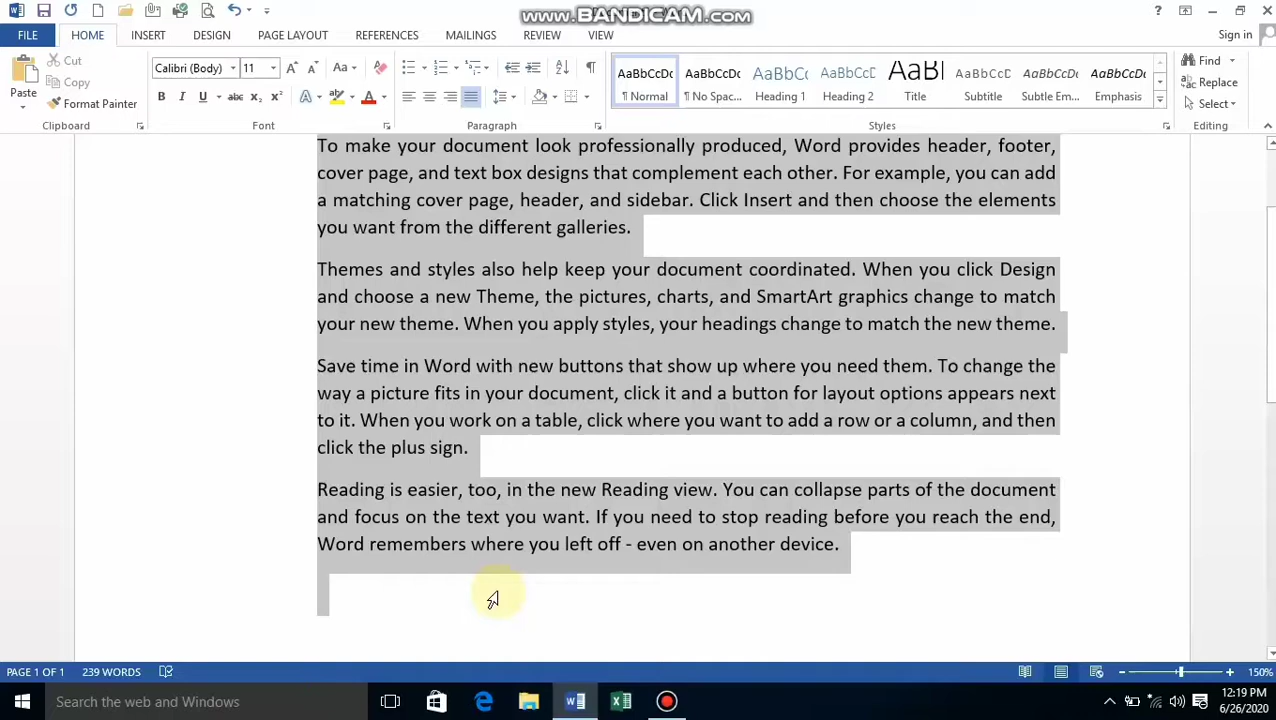 www.BANDICAM.com
Sign in
FILE HOME INSERT DESIGN PAGE LAYOUT REFERENCES MAILINGS REVIEW VIEW
Paste
Cut
Copy
Format Painter
Clipboard
Calibri (Body) 11
Font
Paragraph
AaBbCcDc ¶ Normal
AaBbCcDc ¶ No Spac...
AaBbCc Heading 1
AaBbCcC Heading 2
AaBl Title
AaBbCcD Subtitle
AaBbCcDc Subtle Em...
AaBbCcDc Emphasis
Styles
Find
Replace
Select
Editing
To make your document look professionally produced, Word provides header, footer,
cover page, and text box designs that complement each other. For example, you can add
a matching cover page, header, and sidebar. Click Insert and then choose the elements
you want from the different galleries.
Themes and styles also help keep your document coordinated. When you click Design
and choose a new Theme, the pictures, charts, and SmartArt graphics change to match
your new theme. When you apply styles, your headings change to match the new theme.
Save time in Word with new buttons that show up where you need them. To change the
way a picture fits in your document, click it and a button for layout options appears next
to it. When you work on a table, click where you want to add a row or a column, and then
click the plus sign.
Reading is easier, too, in the new Reading view. You can collapse parts of the document
and focus on the text you want. If you need to stop reading before you reach the end,
Word remembers where you left off - even on another device.
PAGE 1 OF 1 239 WORDS 150%
Search the web and Windows
12:19 PM
6/26/2020